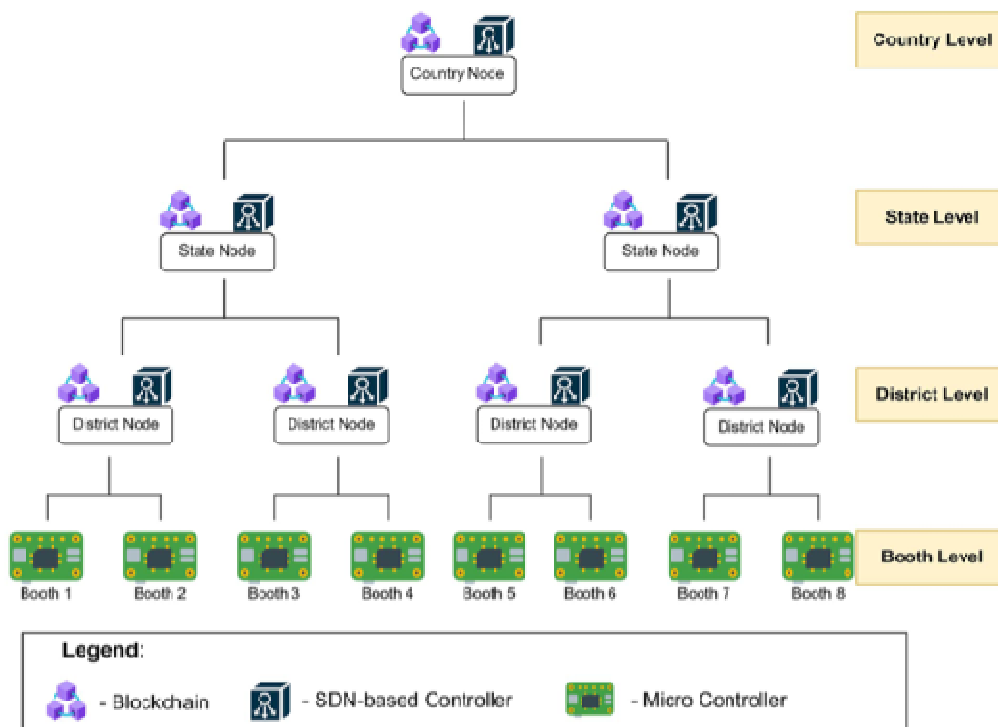 Country Level
Country Node
State Level
State Node
State Node
District Level
District Node
District Node
District Node
District Node
Booth Level
Booth 1
Booth 2
Booth 3
Booth 4
Booth 5
Booth 6
Booth 7
Booth 8
Legend:
- Blockchain
- SDN-based Controller
- Micro Controller